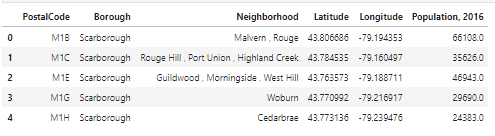 PostalCode Borough Neighborhood Latitude Longitude Population, 2016
0 M1B Scarborough Malvern , Rouge 43.806686 -79.194353 66108.0
1 M1C Scarborough Rouge Hill , Port Union , Highland Creek 43.784535 -79.160497 35626.0
2 M1E Scarborough Guildwood , Morningside , West Hill 43.763573 -79.188711 46943.0
3 M1G Scarborough Woburn 43.770992 -79.216917 29690.0
4 M1H Scarborough Cedarbrae 43.773136 -79.239476 24383.0